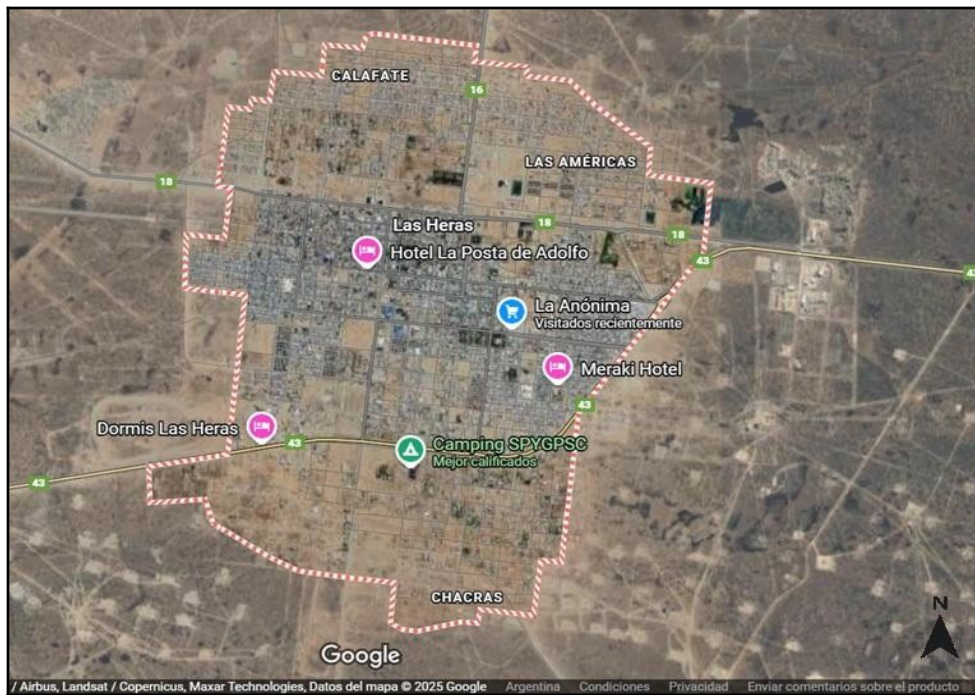 CALAFATE
16
LAS AMÉRICAS
18
18
Las Heras
18
Hotel La Posta de Adolfo
43
43
La Anónima
Visitados recientemente
Meraki Hotel
43
Dormis Las Heras
43
Camping SPYGPSC
Mejor calificados
43
CHACRAS
N
Google
/ Airbus, Landsat / Copernicus, Maxar Technologies, Datos del mapa © 2025 Google Argentina Condiciones Privacidad Enviar comentarios sobre el producto